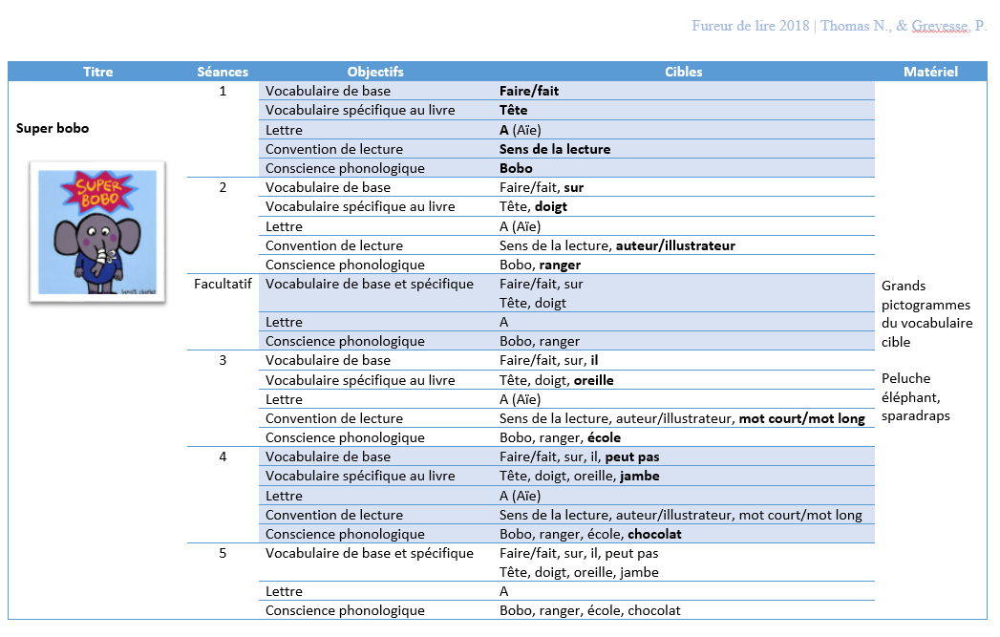 Fureur de lire 2018 | Thomas N., & Grevesse, P.
Titre Séances Objectifs Cibles Matériel
Super bobo
SUPER
BOBO
1 Vocabulaire de base Faire/fait
Vocabulaire spécifique au livre Tête
Lettre A (Aïe)
Convention de lecture Sens de la lecture
Conscience phonologique Bobo
2 Vocabulaire de base Faire/fait, sur
Vocabulaire spécifique au livre Tête, doigt
Lettre A (Aïe)
Convention de lecture Sens de la lecture, auteur/illustrateur
Conscience phonologique Bobo, ranger
Facultatif Vocabulaire de base et spécifique Faire/fait, sur
Tête, doigt
Lettre A
Conscience phonologique Bobo, ranger
3 Vocabulaire de base Faire/fait, sur, il
Vocabulaire spécifique au livre Tête, doigt, oreille
Lettre A (Aïe)
Convention de lecture Sens de la lecture, auteur/illustrateur, mot court/mot long
Conscience phonologique Bobo, ranger, école
4 Vocabulaire de base Faire/fait, sur, il, peut pas
Vocabulaire spécifique au livre Tête, doigt, oreille, jambe
Lettre A (Aïe)
Convention de lecture Sens de la lecture, auteur/illustrateur, mot court/mot long
Conscience phonologique Bobo, ranger, école, chocolat
5 Vocabulaire de base et spécifique Faire/fait, sur, il, peut pas
Tête, doigt, oreille, jambe
Lettre A
Conscience phonologique Bobo, ranger, école, chocolat
Grands
pictogrammes
du vocabulaire
cible
Peluche
éléphant,
sparadraps